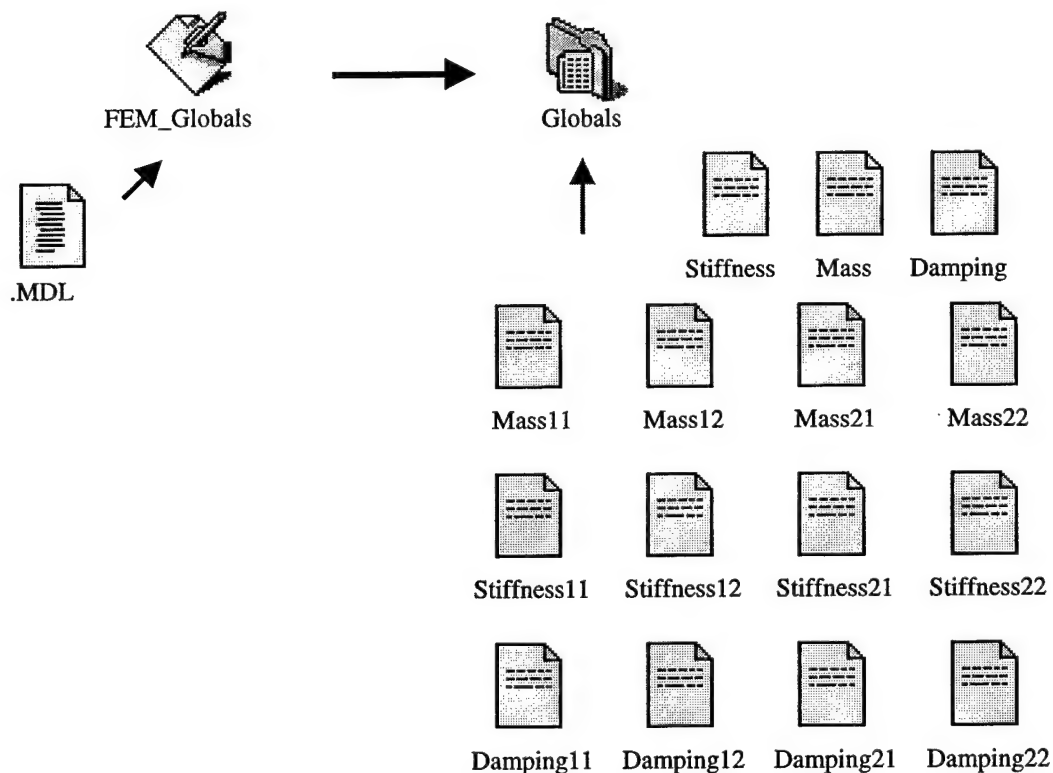 FEM_Globals
Globals
.MDL
Stiffness Mass Damping
Mass11 Mass12 Mass21 Mass22
Stiffness11 Stiffness12 Stiffness21 Stiffness22
Damping11 Damping12 Damping21 Damping22